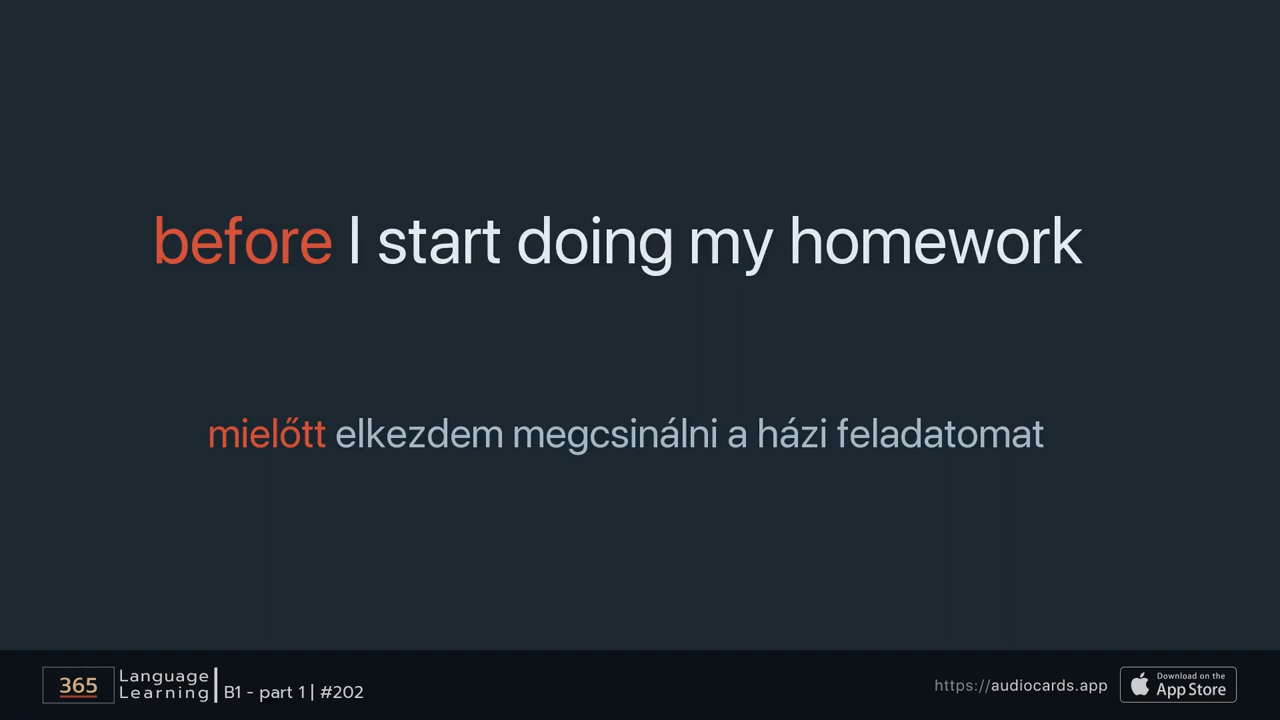 before I start doing my homework
mielőtt elkezdem megcsinálni a házi feladatomat
365 Language Learning B1 - part 1 | #202
https://audiocards.app
Download on the App Store